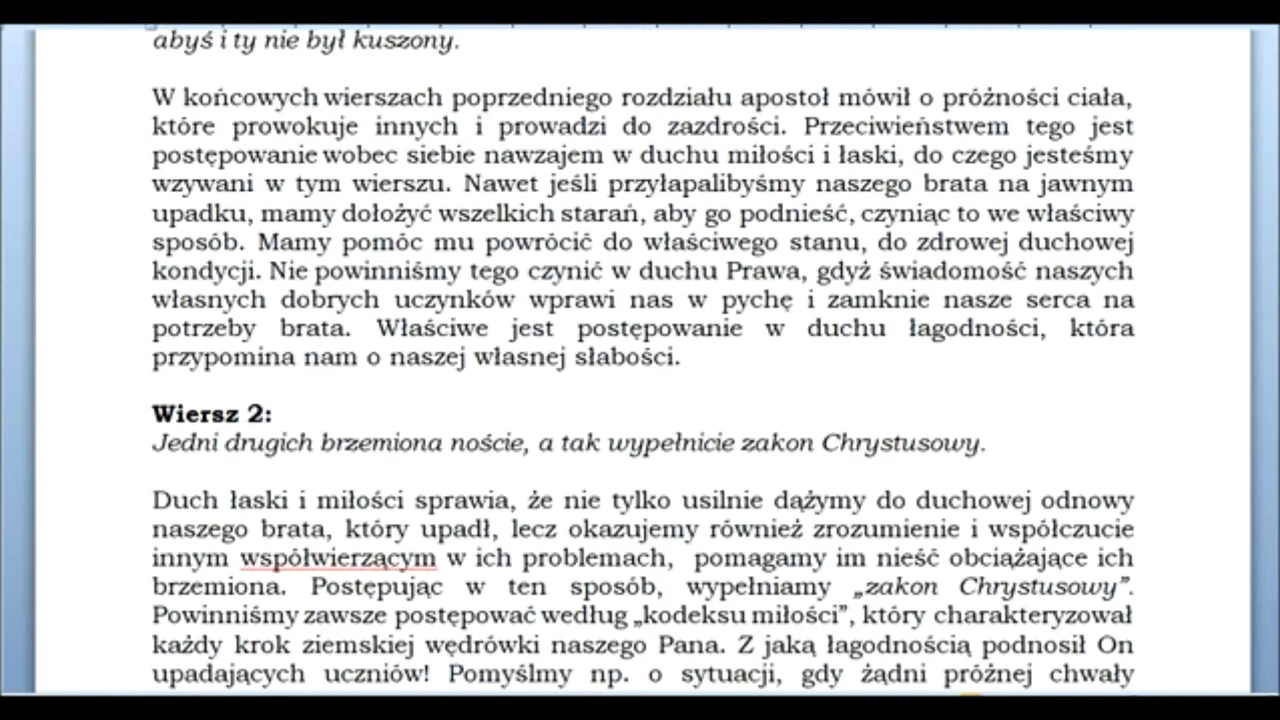 abyś i ty nie był kuszony.
W końcowych wierszach poprzedniego rozdziału apostoł mówił o próżności ciała,
które prowokuje innych i prowadzi do zazdrości. Przeciwieństwem tego jest
postępowanie wobec siebie nawzajem w duchu miłości i łaski, do czego jesteśmy
wzywani w tym wierszu. Nawet jeśli przyłapalibyśmy naszego brata na jawnym
upadku, mamy dołożyć wszelkich starań, aby go podnieść, czyniąc to we właściwy
sposób. Mamy pomóc mu powrócić do właściwego stanu, do zdrowej duchowej
kondycji. Nie powinniśmy tego czynić w duchu Prawa, gdyż świadomość naszych
własnych dobrych uczynków wprawi nas w pychę i zamknie nasze serca na
potrzeby brata. Właściwe jest postępowanie w duchu łagodności, która
przypomina nam o naszej własnej słabości.
Wiersz 2:
Jedni drugich brzemiona noście, a tak wypełnicie zakon Chrystusowy.
Duch łaski i miłości sprawia, że nie tylko usilnie dążymy do duchowej odnowy
naszego brata, który upadł, lecz okazujemy również zrozumienie i współczucie
innym współwierzącym w ich problemach, pomagamy im nieść obciążające ich
brzemiona. Postępując w ten sposób, wypełniamy „zakon Chrystusowy”.
Powinniśmy zawsze postępować według „kodeksu miłości”, który charakteryzował
każdy krok ziemskiej wędrówki naszego Pana. Z jaką łagodnością podnosił On
upadających uczniów! Pomyślmy np. o sytuacji, gdy żądni próżnej chwały